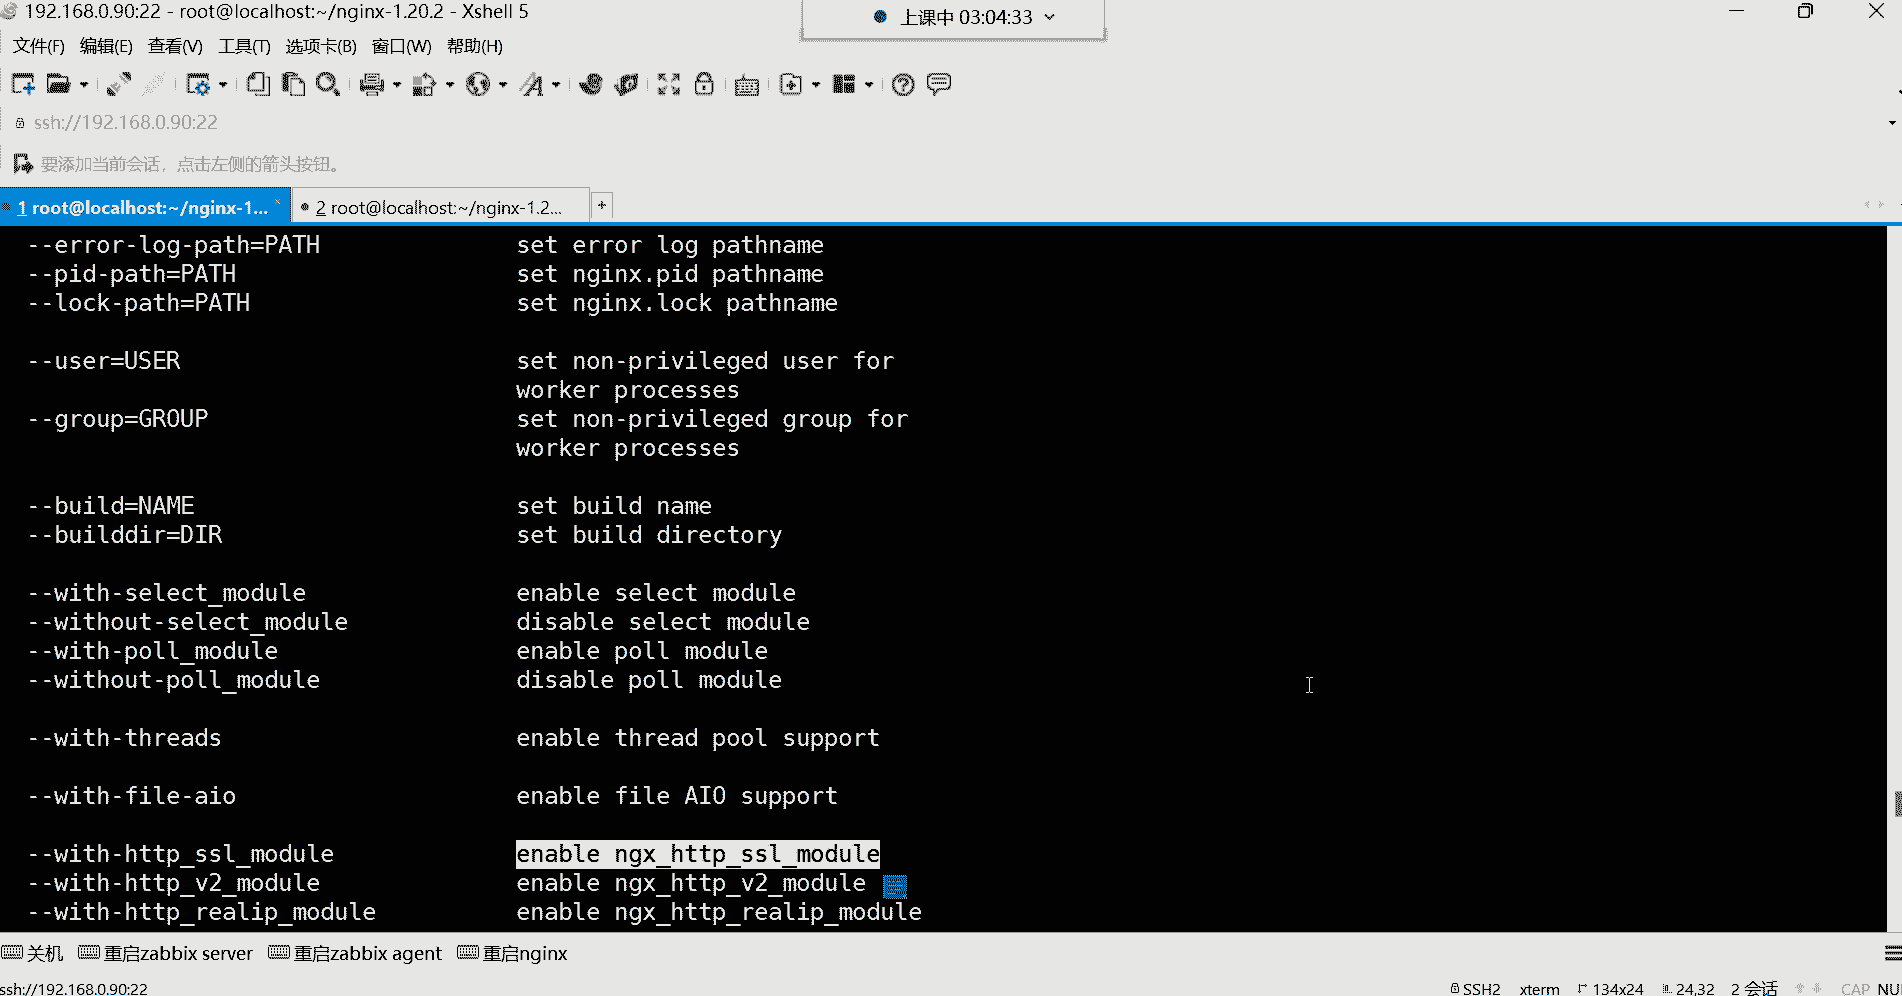 192.168.0.90:22 - root@localhost:~/nginx-1.20.2 - Xshell 5
上课中 03:04:33
文件(F) 编辑(E) 查看(V) 工具(T) 选项卡(B) 窗口(W) 帮助(H)
ssh://192.168.0.90:22
要添加当前会话，点击左侧的箭头按钮。
1 root@localhost:~/nginx-1... × 2 root@localhost:~/nginx-1.2... +
--error-log-path=PATH set error log pathname
--pid-path=PATH set nginx.pid pathname
--lock-path=PATH set nginx.lock pathname
--user=USER set non-privileged user for
worker processes
--group=GROUP set non-privileged group for
worker processes
--build=NAME set build name
--builddir=DIR set build directory
--with-select_module enable select module
--without-select_module disable select module
--with-poll_module enable poll module
--without-poll_module disable poll module
--with-threads enable thread pool support
--with-file-aio enable file AIO support
--with-http_ssl_module enable ngx_http_ssl_module
--with-http_v2_module enable ngx_http_v2_module
--with-http_realip_module enable ngx_http_realip_module
关机 重启zabbix server 重启zabbix agent 重启nginx
ssh://192.168.0.90:22 SSH2 xterm 134x24 24,32 2 会话 CAP NU